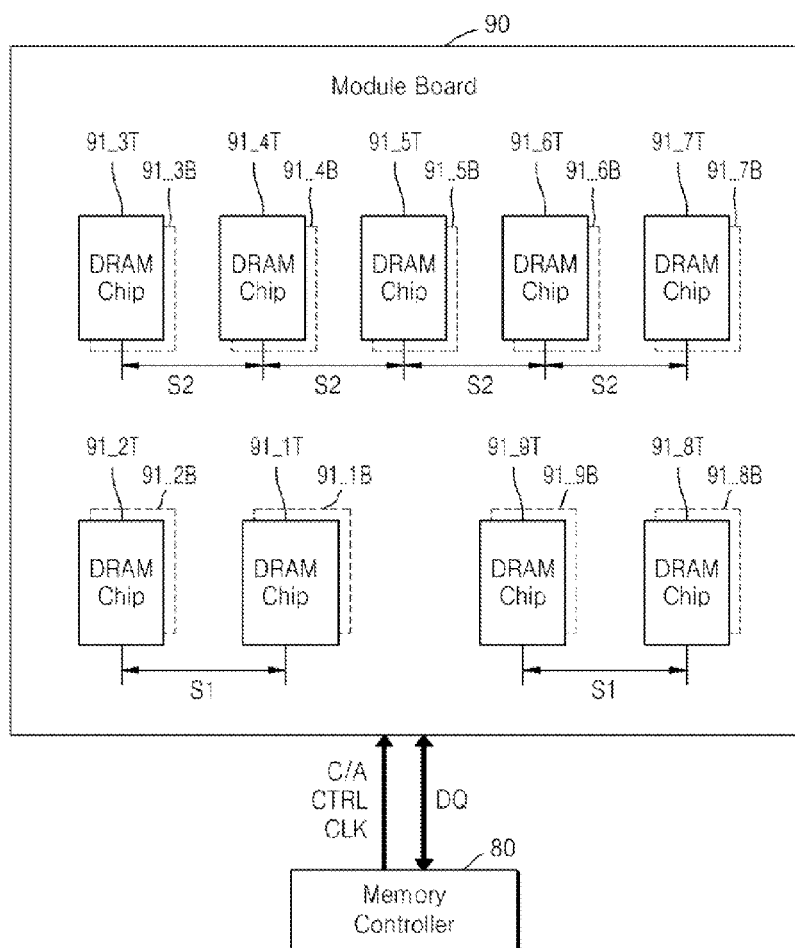 90
Module Board
91_3T 91_4T 91_5T 91_6T 91_7T
91_3B 91_4B 91_5B 91_6B 91_7B
DRAM Chip DRAM Chip DRAM Chip DRAM Chip DRAM Chip
S2 S2 S2 S2
91_2T 91_1T 91_9T 91_8T
91_2B 91_1B 91_9B 91_8B
DRAM Chip DRAM Chip DRAM Chip DRAM Chip
S1 S1
C/A
CTRL DQ
CLK
80
Memory
Controller